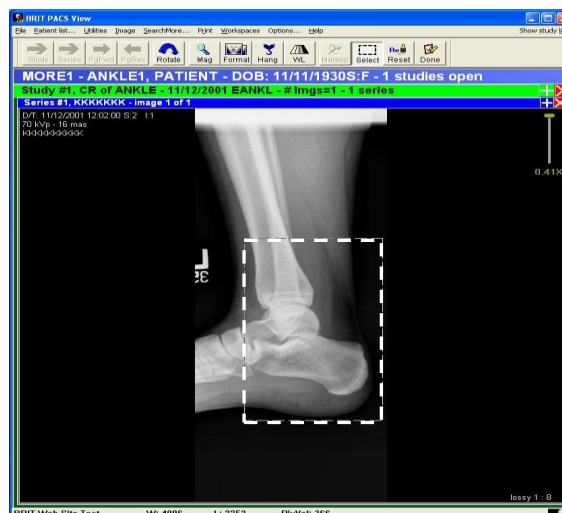 BRIT PACS View
File Patient list... Utilities Image SearchMore... Print Workspaces Options... Help Show study li
Study Series PgFwd PgRev Rotate Mag Format Hang WL Markup Select Reset Done
MORE1 - ANKLE1, PATIENT - DOB: 11/11/1930S:F - 1 studies open
Study #1, CR of ANKLE - 11/12/2001 EANKL - # Imgs=1 - 1 series
Series #1, KKKKKKK - image 1 of 1
D/T: 11/12/2001 12:02:00 S:2 I:1
70 kVp - 16 mas
KKKKKKKKKK
0.41X
L
lossy 1 : 8